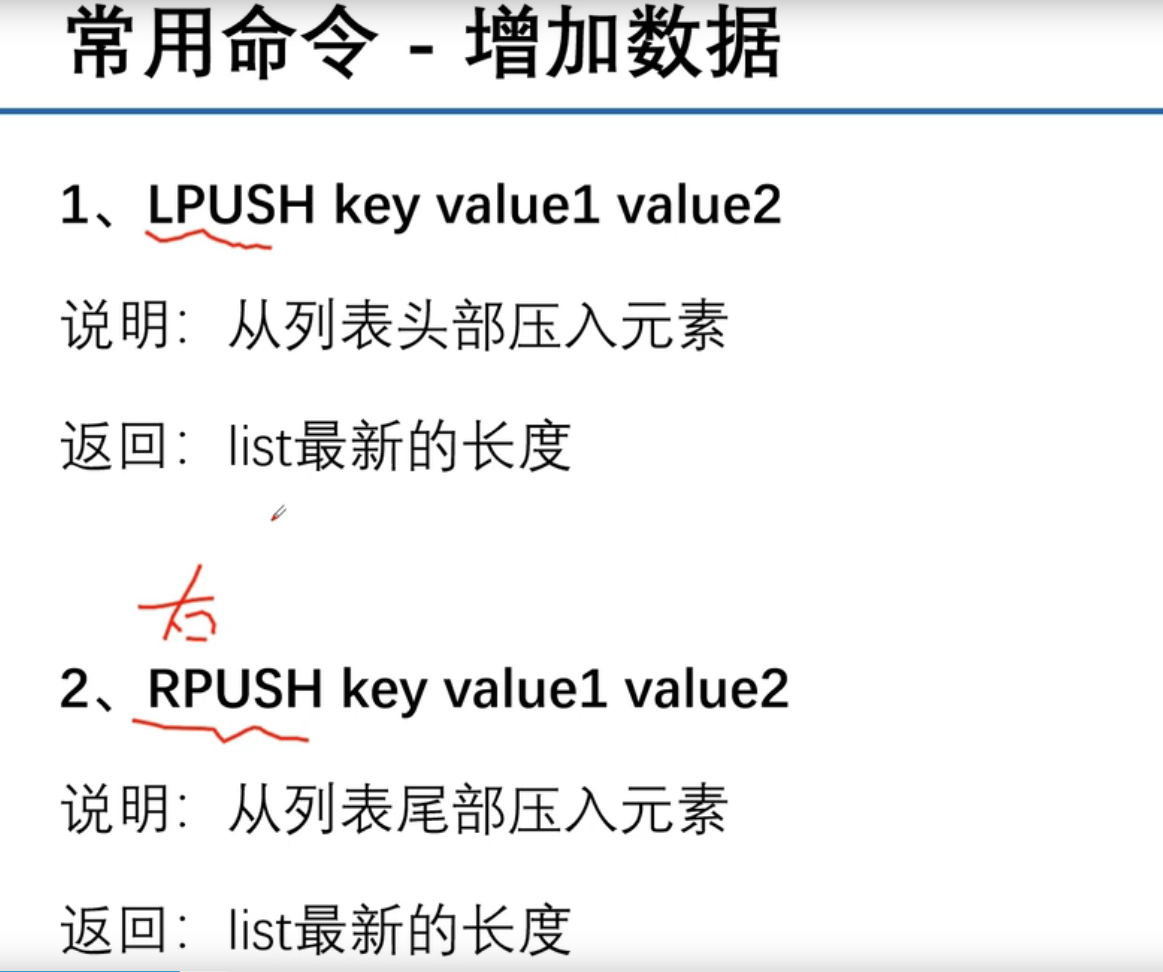 常用命令 - 增加数据
1、LPUSH key value1 value2
说明：从列表头部压入元素
返回：list最新的长度
右
2、RPUSH key value1 value2
说明：从列表尾部压入元素
返回：list最新的长度